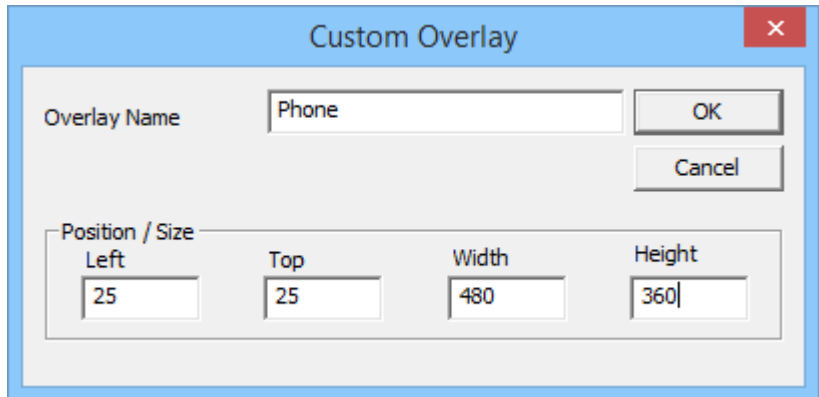 Custom Overlay
Overlay Name
Phone
OK
Cancel
Position / Size
Left
Top
Width
Height
25
25
480
360